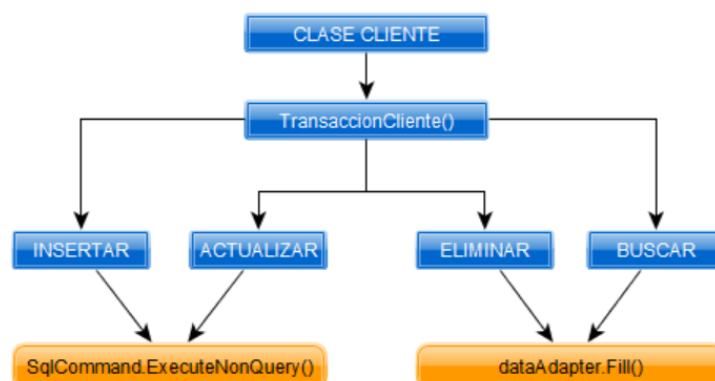 CLASE CLIENTE
TransaccionCliente()
INSERTAR
ACTUALIZAR
ELIMINAR
BUSCAR
SqlCommand.ExecuteNonQuery()
dataAdapter.Fill()